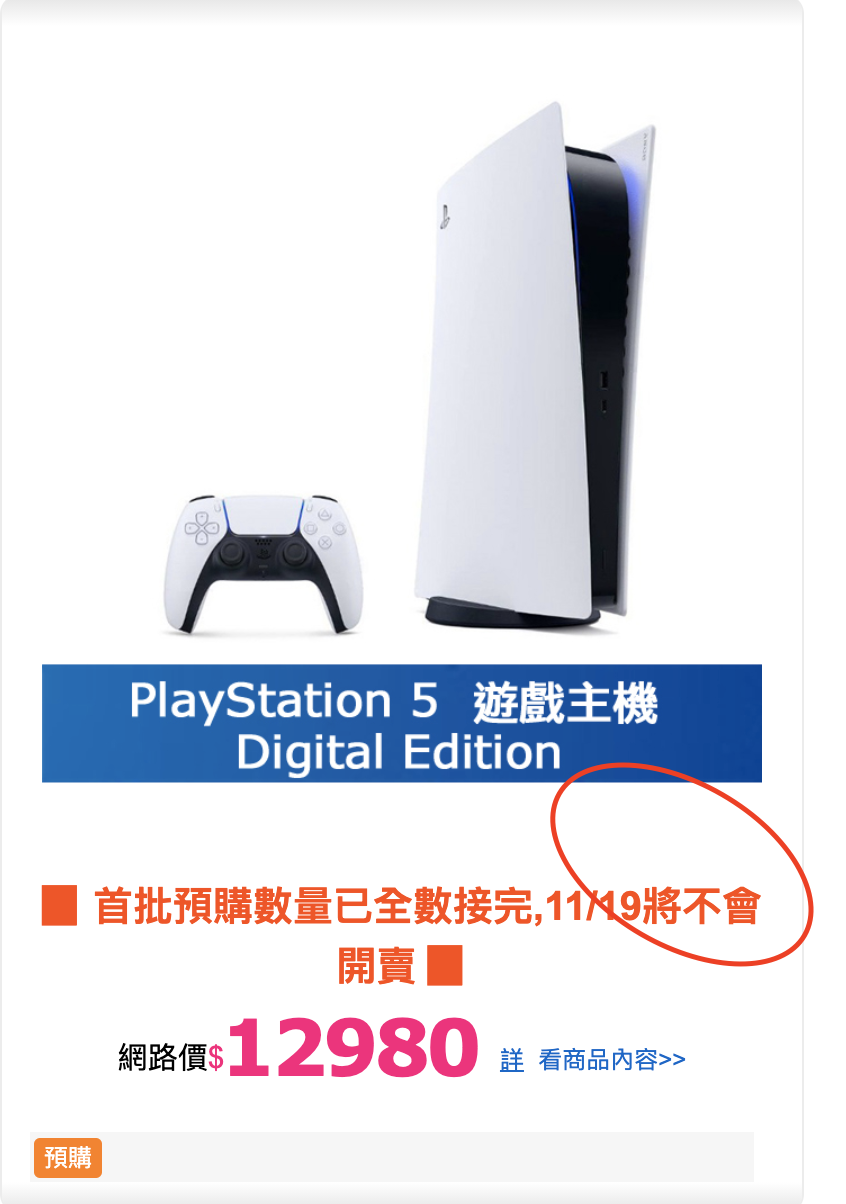 SONY
PlayStation 5 遊戲主機
Digital Edition
■ 首批預購數量已全數接完,11/19將不會
開賣 ■
網路價$12980 詳 看商品內容>>
預購